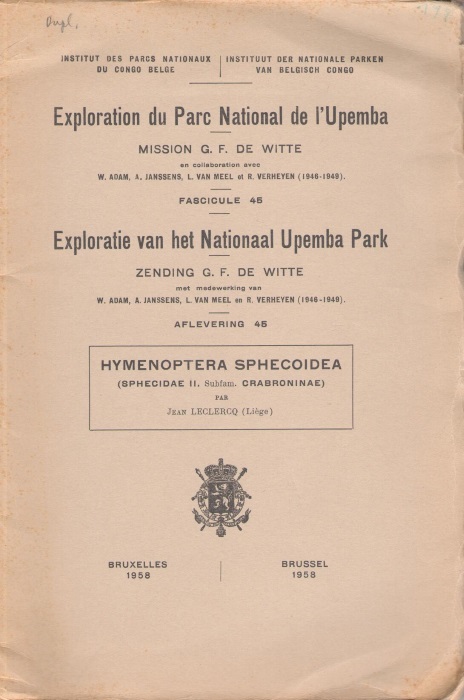 Dupl.
INSTITUT DES PARCS NATIONAUX
DU CONGO BELGE
INSTITUUT DER NATIONALE PARKEN
VAN BELGISCH CONGO
Exploration du Parc National de l'Upemba
MISSION G. F. DE WITTE
en collaboration avec
W. ADAM, A. JANSSENS, L. VAN MEEL et R. VERHEYEN (1946-1949).
FASCICULE 45
Exploratie van het Nationaal Upemba Park
ZENDING G. F. DE WITTE
met medewerking van
W. ADAM, A. JANSSENS, L. VAN MEEL en R. VERHEYEN (1946-1949).
AFLEVERING 45
HYMENOPTERA SPHECOIDEA
(SPHECIDAE II. Subfam. CRABRONINAE)
PAR
JEAN LECLERCQ (Liège)
BRUXELLES
1958
BRUSSEL
1958